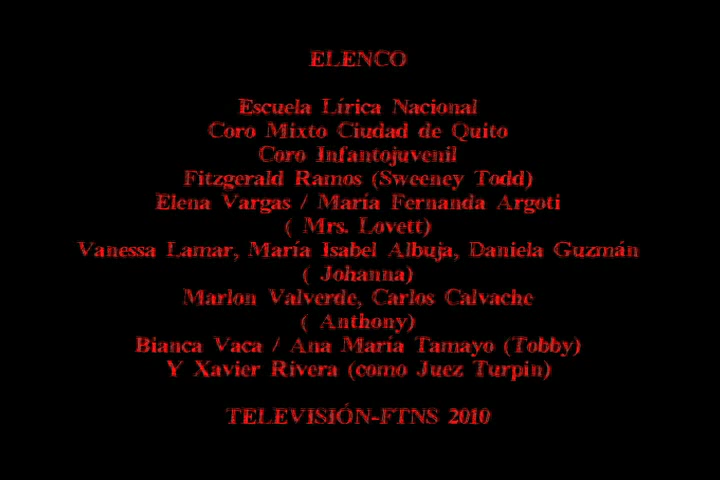 ELENCO
Escuela Lírica Nacional
Coro Mixto Ciudad de Quito
Coro Infantojuvenil
Fitzgerald Ramos (Sweeney Todd)
Elena Vargas / María Fernanda Argoti
( Mrs. Lovett)
Vanessa Lamar, María Isabel Albuja, Daniela Guzmán
( Johanna)
Marlon Valverde, Carlos Calvache
( Anthony)
Bianca Vaca / Ana María Tamayo (Tobby)
Y Xavier Rivera (como Juez Turpin)
TELEVISIÓN-FTNS 2010